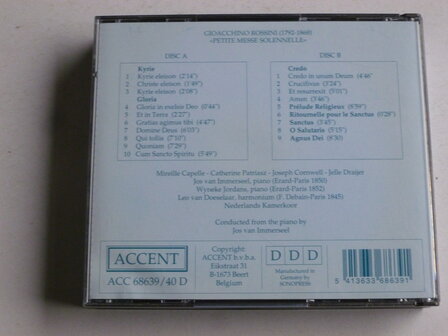 GIOACCHINO ROSSINI (1792-1868)
«PETITE MESSE SOLENNELLE»
DISC A
Kyrie
1 Kyrie eleison (2'14")
2 Christe eleison (1'49")
3 Kyrie eleison (2'08")
Gloria
4 Gloria in exelsis Deo (0'44")
5 Et in Terra (2'27")
6 Gratias agimus tibi (4'47")
7 Domine Deus (6'03")
8 Qui tollis (7'10")
9 Quoniam (7'29")
10 Cum Sancto Spiritu (5'49")
DISC B
Credo
1 Credo in unum Deum (4'46"
2 Crucifixus (3'24")
3 Et resurrexit (5'01")
4 Amen (3'46")
5 Prélude Religieux (8'59")
6 Ritournelle pour le Sanctus (0'28")
7 Sanctus (3'45")
8 O Salutaris (5'15")
9 Agnus Dei (6'30")
Mireille Capelle - Catherine Patriasz - Joseph Cornwell - Jelle Draijer
Jos van Immerseel, piano (Erard-Paris 1850)
Wyneke Jordans, piano (Erard-Paris 1852)
Leo van Doeselaar, harmonium (F. Debain-Paris 1845)
Nederlands Kamerkoor
Conducted from the piano by
Jos van Immerseel
ACCENT
ACC 68639/40 D
Copyright:
ACCENT b.v.b.a.
Eikstraat 31
B-1673 Beert
Belgium
D D D
Manufactured in
Germany by
SONOPRESS
5 413633 686391